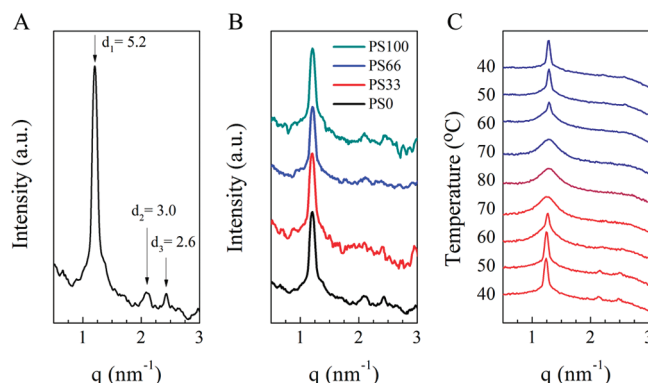 A
d₁= 5.2
d₂= 3.0
d₃= 2.6
Intensity (a.u.)
1
2
3
q (nm⁻¹)
B
PS100
PS66
PS33
PS0
Intensity (a.u.)
1
2
3
q (nm⁻¹)
C
40
50
60
70
80
70
60
50
40
Temperature (°C)
1
2
3
q (nm⁻¹)